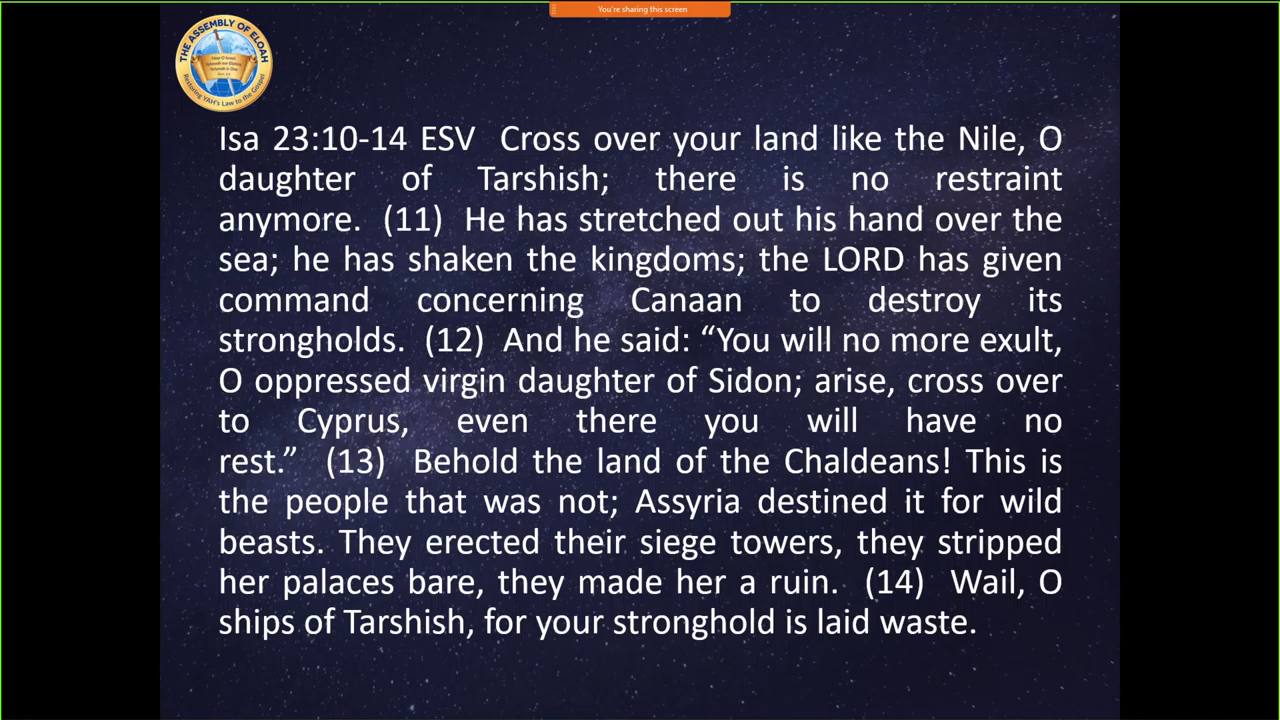 You're sharing this screen
THE ASSEMBLY OF ELOAH
Restoring YAH's Law to the Gospel
Isa 23:10-14 ESV Cross over your land like the Nile, O
daughter of Tarshish; there is no restraint
anymore. (11) He has stretched out his hand over the
sea; he has shaken the kingdoms; the LORD has given
command concerning Canaan to destroy its
strongholds. (12) And he said: “You will no more exult,
O oppressed virgin daughter of Sidon; arise, cross over
to Cyprus, even there you will have no
rest.” (13) Behold the land of the Chaldeans! This is
the people that was not; Assyria destined it for wild
beasts. They erected their siege towers, they stripped
her palaces bare, they made her a ruin. (14) Wail, O
ships of Tarshish, for your stronghold is laid waste.